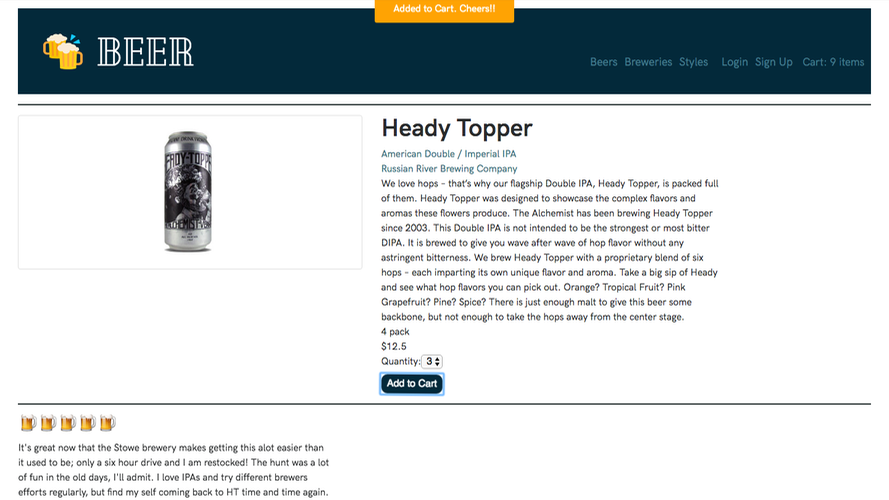 Added to Cart. Cheers!!
BEER
Beers Breweries Styles Login Sign Up Cart: 9 items
Heady Topper
American Double / Imperial IPA
Russian River Brewing Company
We love hops – that's why our flagship Double IPA, Heady Topper, is packed full
of them. Heady Topper was designed to showcase the complex flavors and
aromas these flowers produce. The Alchemist has been brewing Heady Topper
since 2003. This Double IPA is not intended to be the strongest or most bitter
DIPA. It is brewed to give you wave after wave of hop flavor without any
astringent bitterness. We brew Heady Topper with a proprietary blend of six
hops – each imparting its own unique flavor and aroma. Take a big sip of Heady
and see what hop flavors you can pick out. Orange? Tropical Fruit? Pink
Grapefruit? Pine? Spice? There is just enough malt to give this beer some
backbone, but not enough to take the hops away from the center stage.
4 pack
$12.5
Quantity: 3
Add to Cart
It's great now that the Stowe brewery makes getting this alot easier than
it used to be; only a six hour drive and I am restocked! The hunt was a lot
of fun in the old days, I'll admit. I love IPAs and try different brewers
efforts regularly, but find my self coming back to HT time and time again.